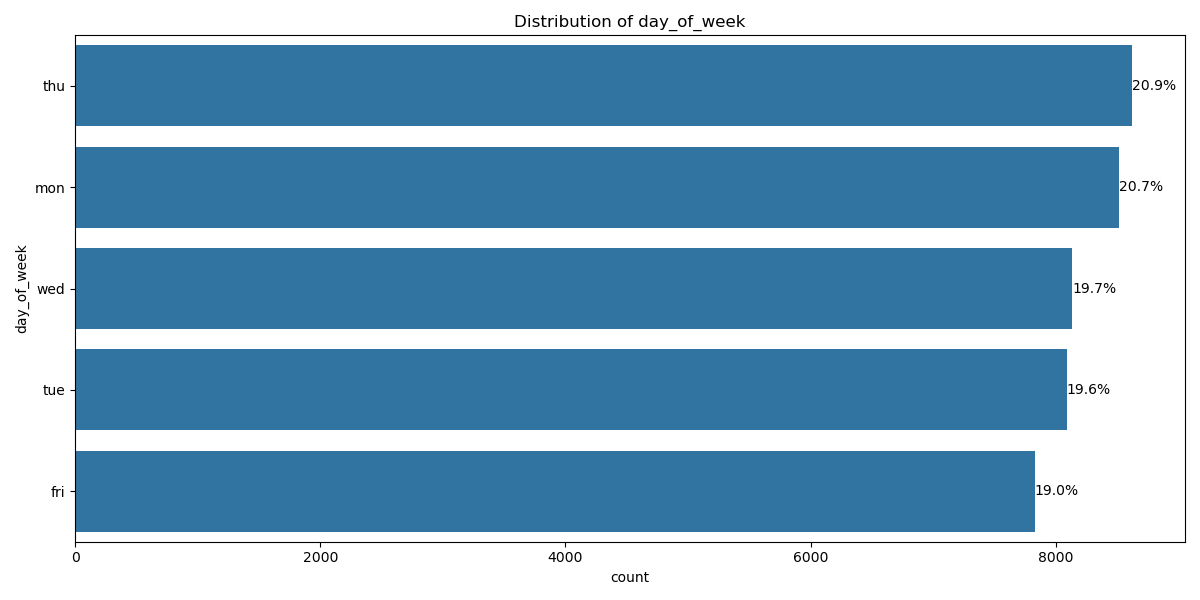 Distribution of day_of_week
day_of_week
thu
20.9%
mon
20.7%
wed
19.7%
tue
19.6%
fri
19.0%
0 2000 4000 6000 8000
count